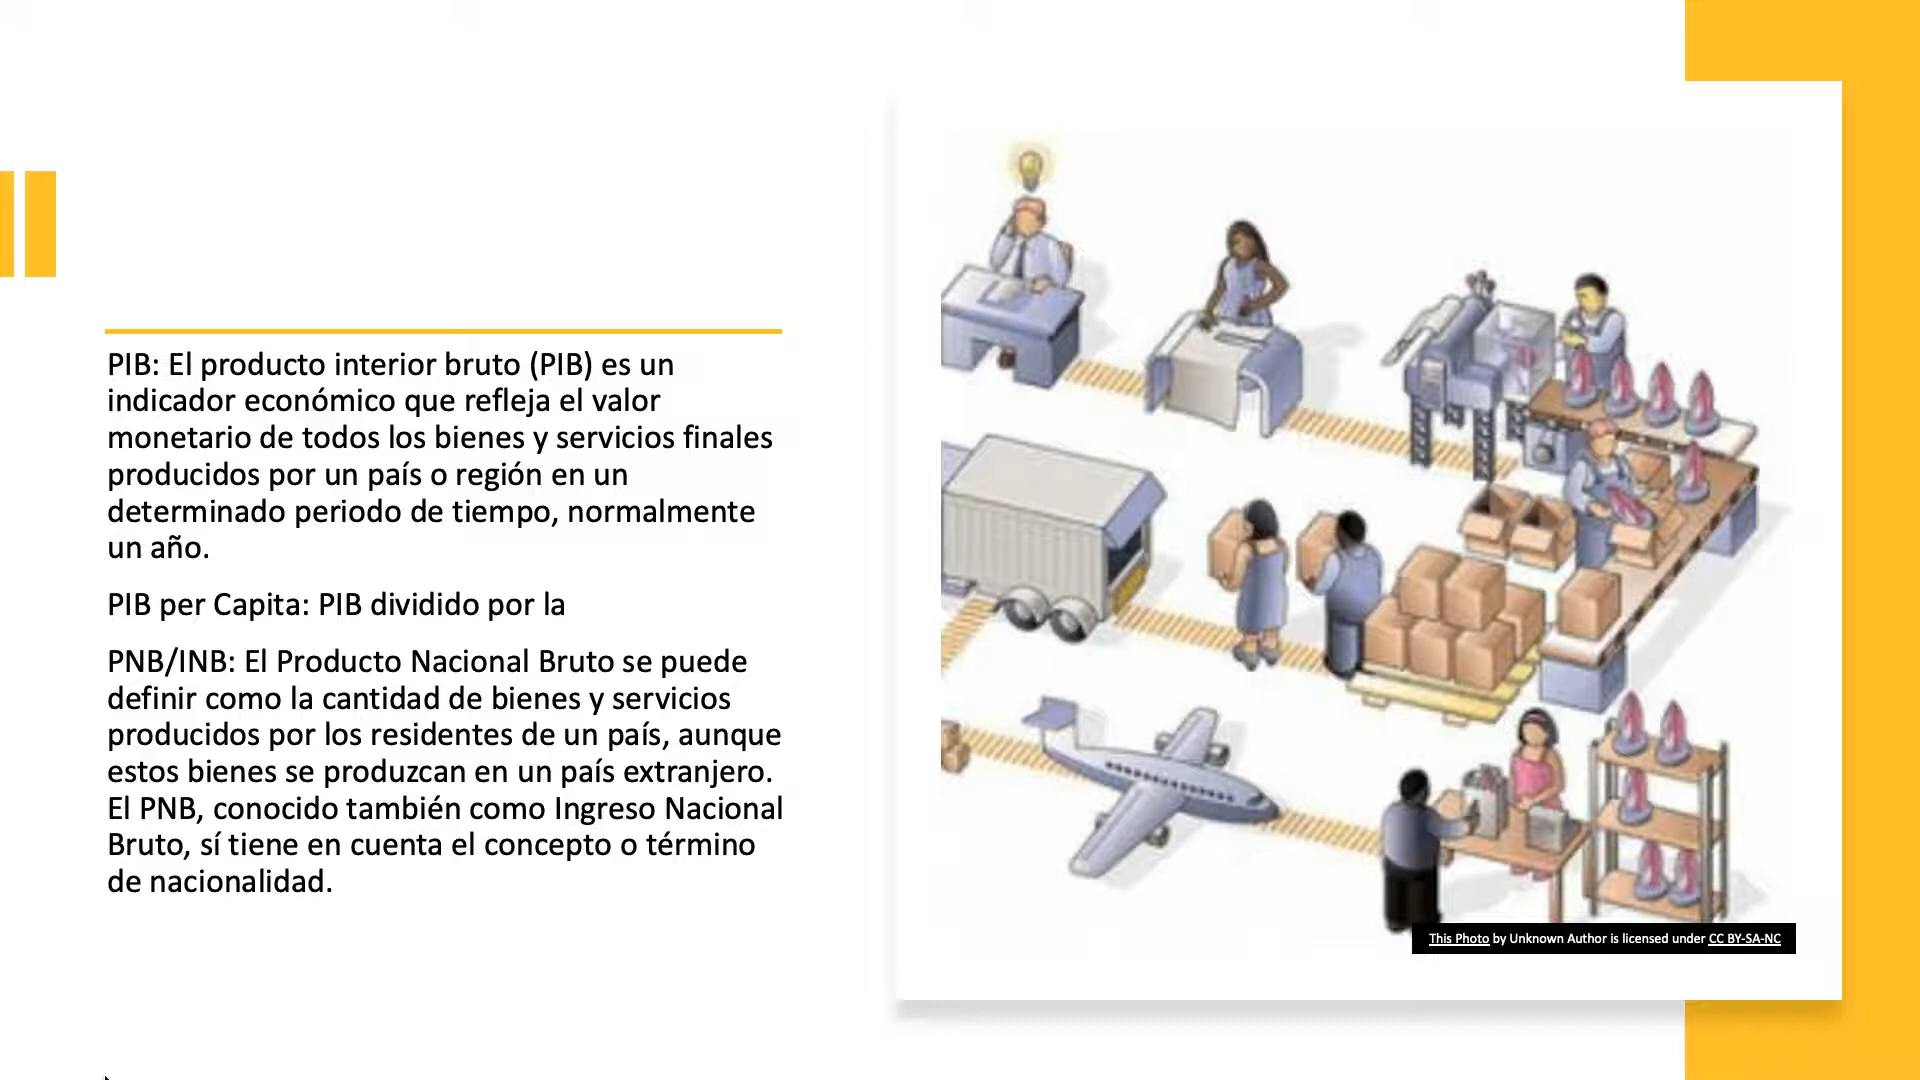 PIB: El producto interior bruto (PIB) es un
indicador económico que refleja el valor
monetario de todos los bienes y servicios finales
producidos por un país o región en un
determinado periodo de tiempo, normalmente
un año.
PIB per Capita: PIB dividido por la
PNB/INB: El Producto Nacional Bruto se puede
definir como la cantidad de bienes y servicios
producidos por los residentes de un país, aunque
estos bienes se produzcan en un país extranjero.
El PNB, conocido también como Ingreso Nacional
Bruto, sí tiene en cuenta el concepto o término
de nacionalidad.
This Photo by Unknown Author is licensed under CC BY-SA-NC